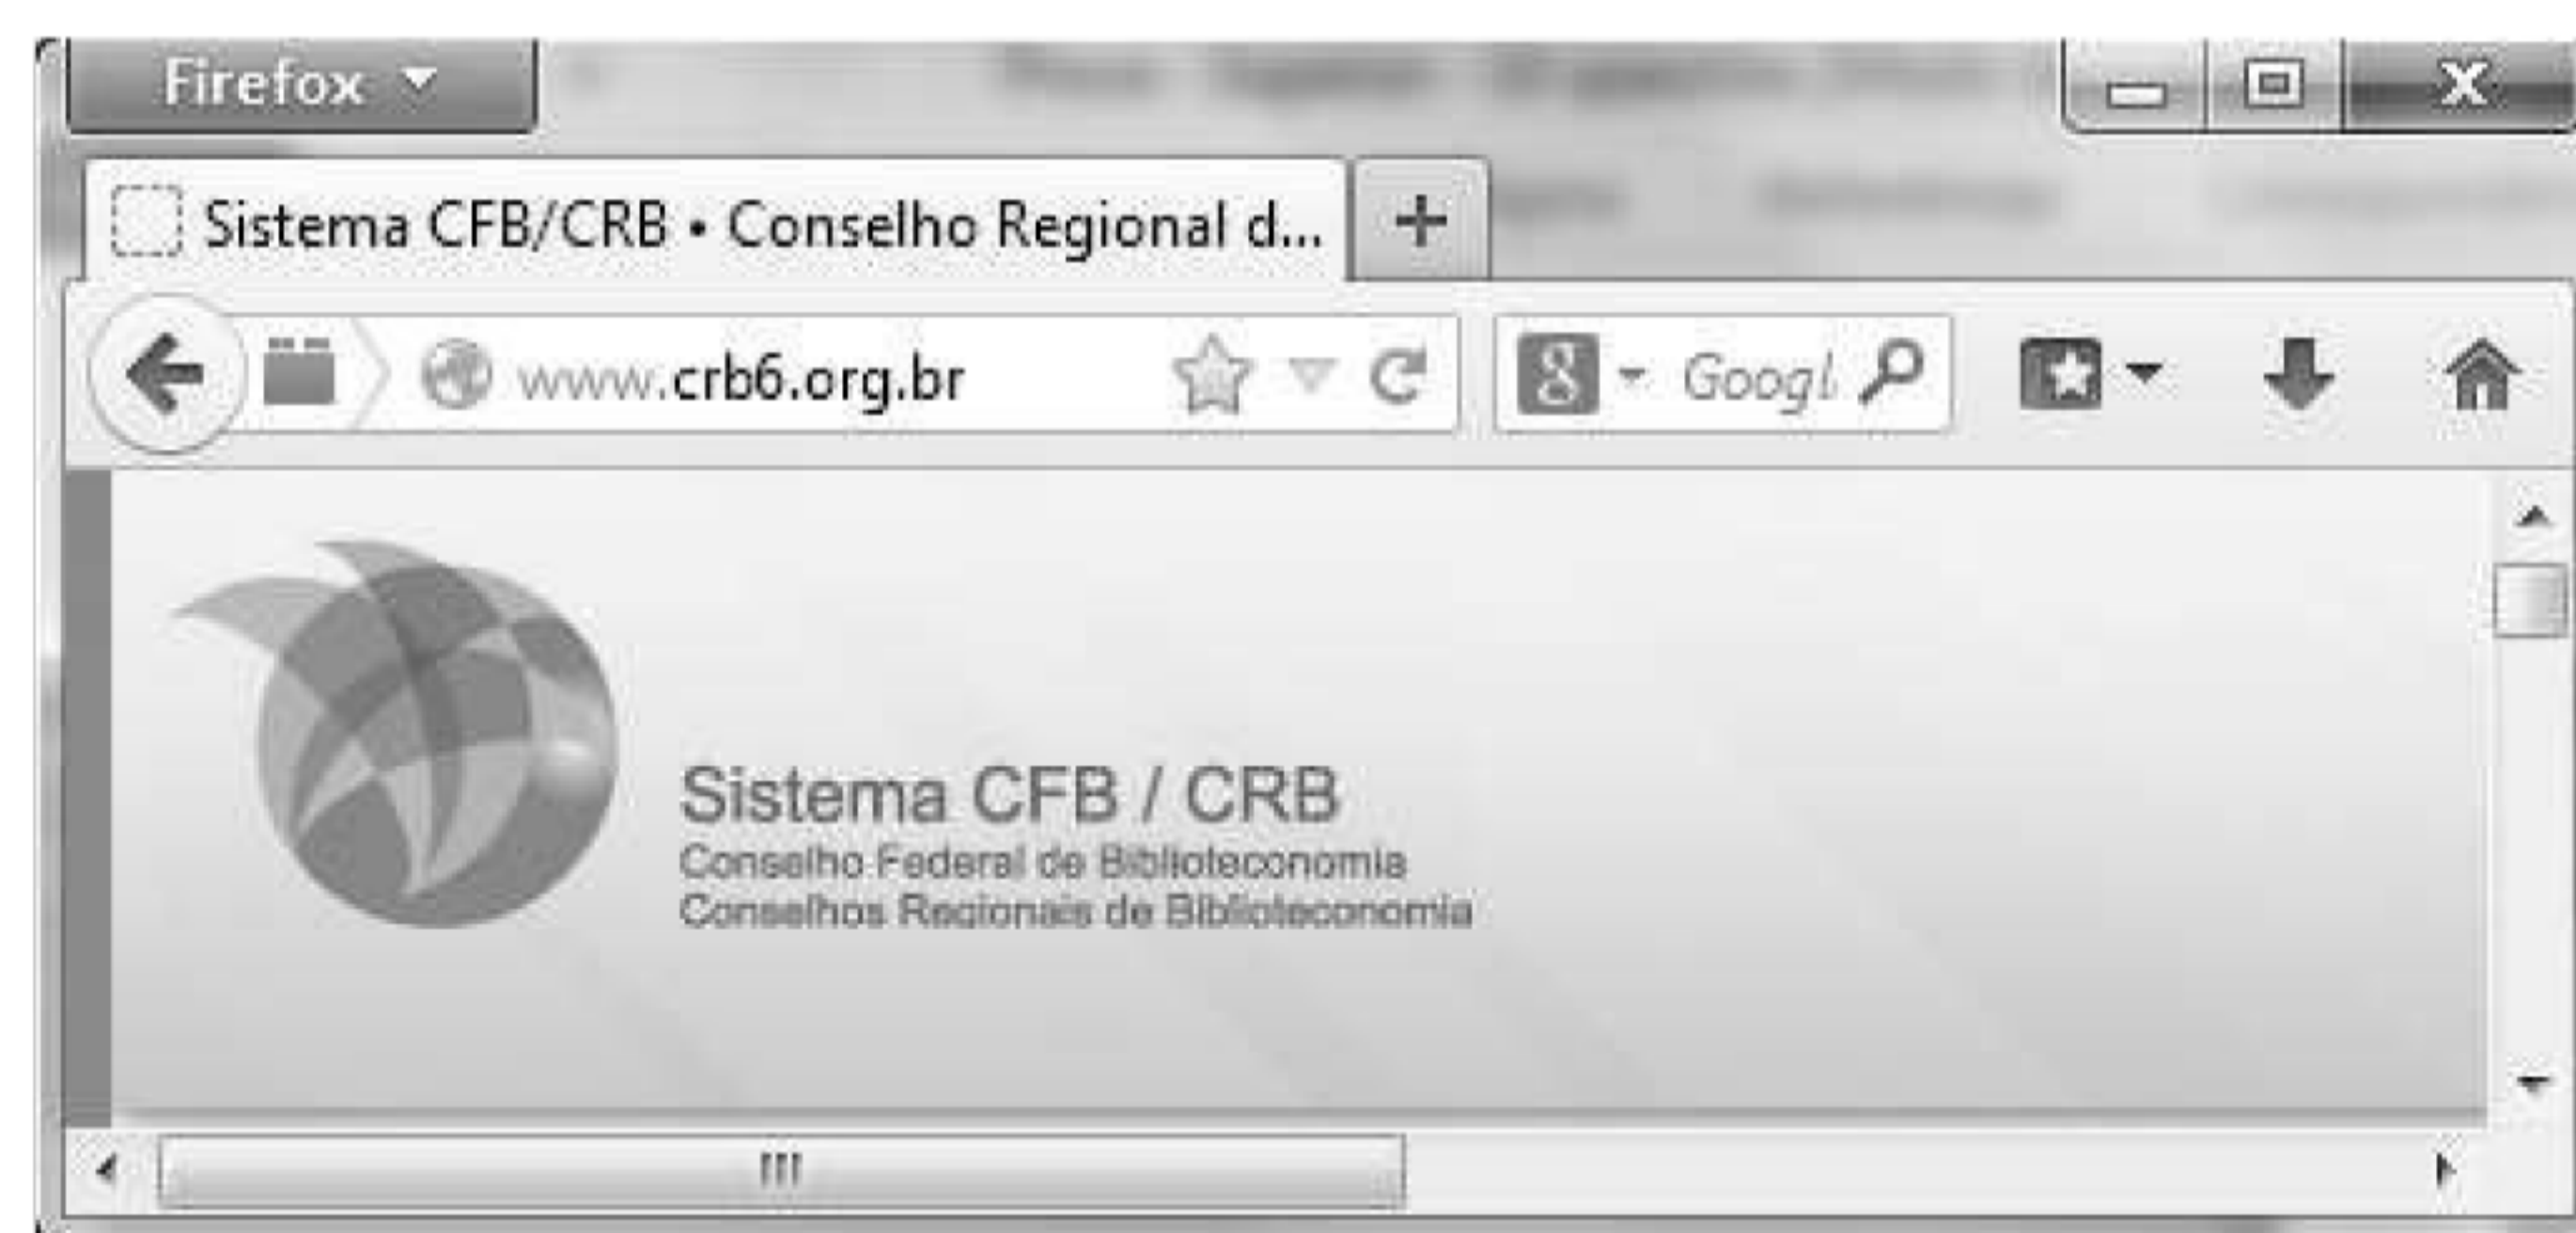 Firefox
Sistema CFB/CRB • Conselho Regional d...
www.crb6.org.br
8 Googl
Sistema CFB / CRB
Conselho Federal de Biblioteconomia
Conselhos Regionais de Biblioteconomia